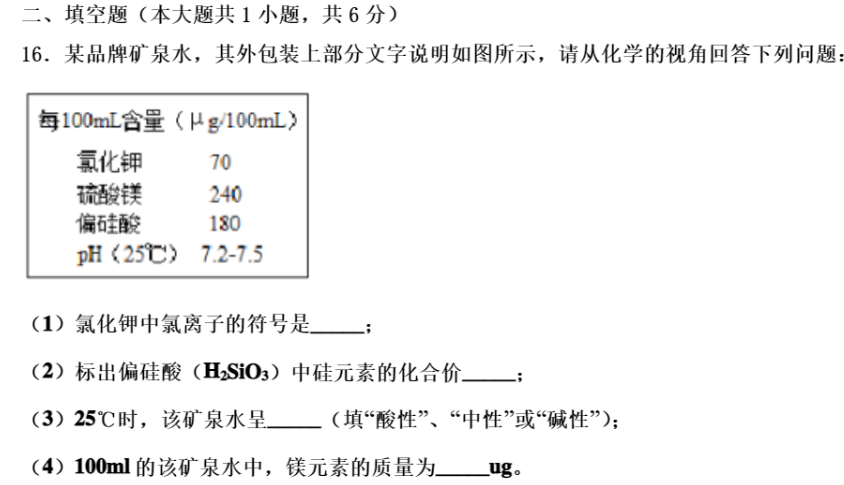 二、填空题（本大题共 1 小题，共 6 分）
16．某品牌矿泉水，其外包装上部分文字说明如图所示，请从化学的视角回答下列问题：
每100mL含量（μg/100mL）
氯化钾 70
硫酸镁 240
偏硅酸 180
pH（25℃） 7.2-7.5
（1）氯化钾中氯离子的符号是_____；
（2）标出偏硅酸（H₂SiO₃）中硅元素的化合价_____；
（3）25℃时，该矿泉水呈_____（填“酸性”、“中性”或“碱性”）；
（4）100ml 的该矿泉水中，镁元素的质量为_____ug。